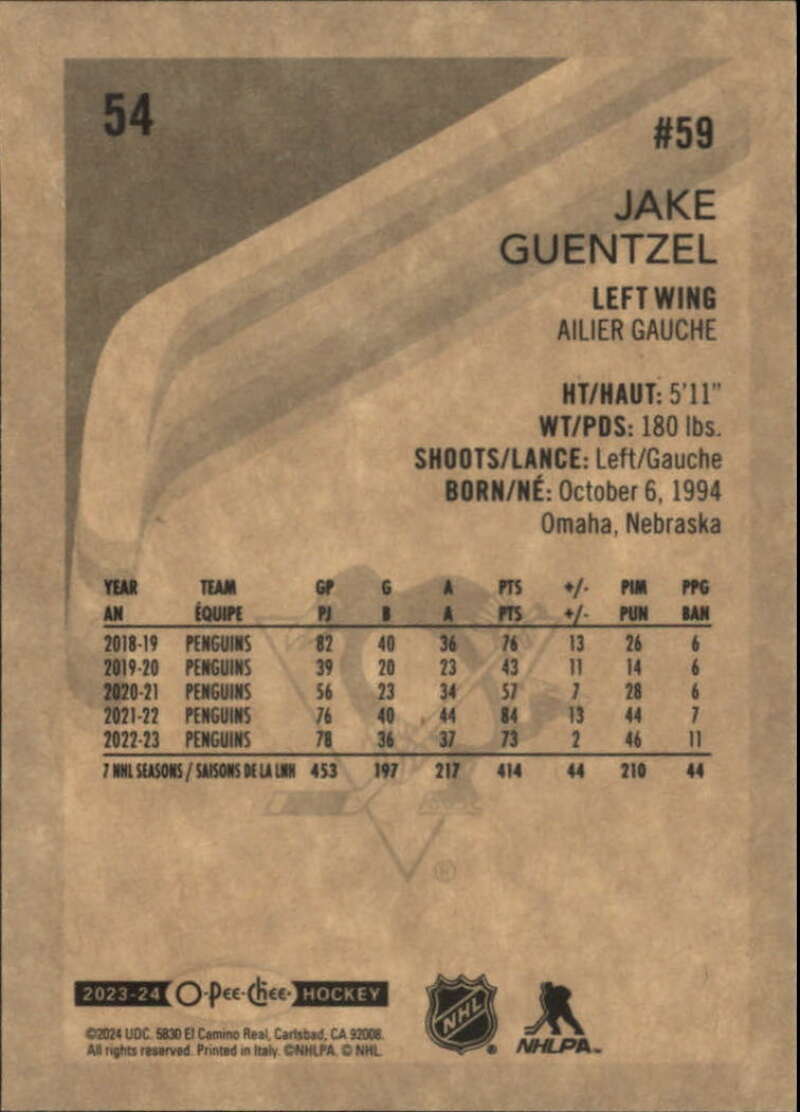 54
#59
JAKE
GUENTZEL
LEFT WING
AILIER GAUCHE
HT/HAUT: 5'11"
WT/PDS: 180 lbs.
SHOOTS/LANCE: Left/Gauche
BORN/NÉ: October 6, 1994
Omaha, Nebraska
YEAR TEAM GP G A PTS +/- PIM PPG
AN ÉQUIPE PJ B A PTS +/- PUN BAN
2018-19 PENGUINS 82 40 36 76 13 26 6
2019-20 PENGUINS 39 20 23 43 11 14 6
2020-21 PENGUINS 56 23 34 57 7 28 6
2021-22 PENGUINS 76 40 44 84 13 44 7
2022-23 PENGUINS 78 36 37 73 2 46 11
7 NHL SEASONS / SAISONS DE LA LNH 453 197 217 414 44 210 44
®
2023-24 O-Pee-Chee HOCKEY
©2024 UDC. 5830 El Camino Real, Carlsbad, CA 92008.
All rights reserved. Printed in Italy. ©NHLPA. © NHL.
NHL ®
NHLPA™